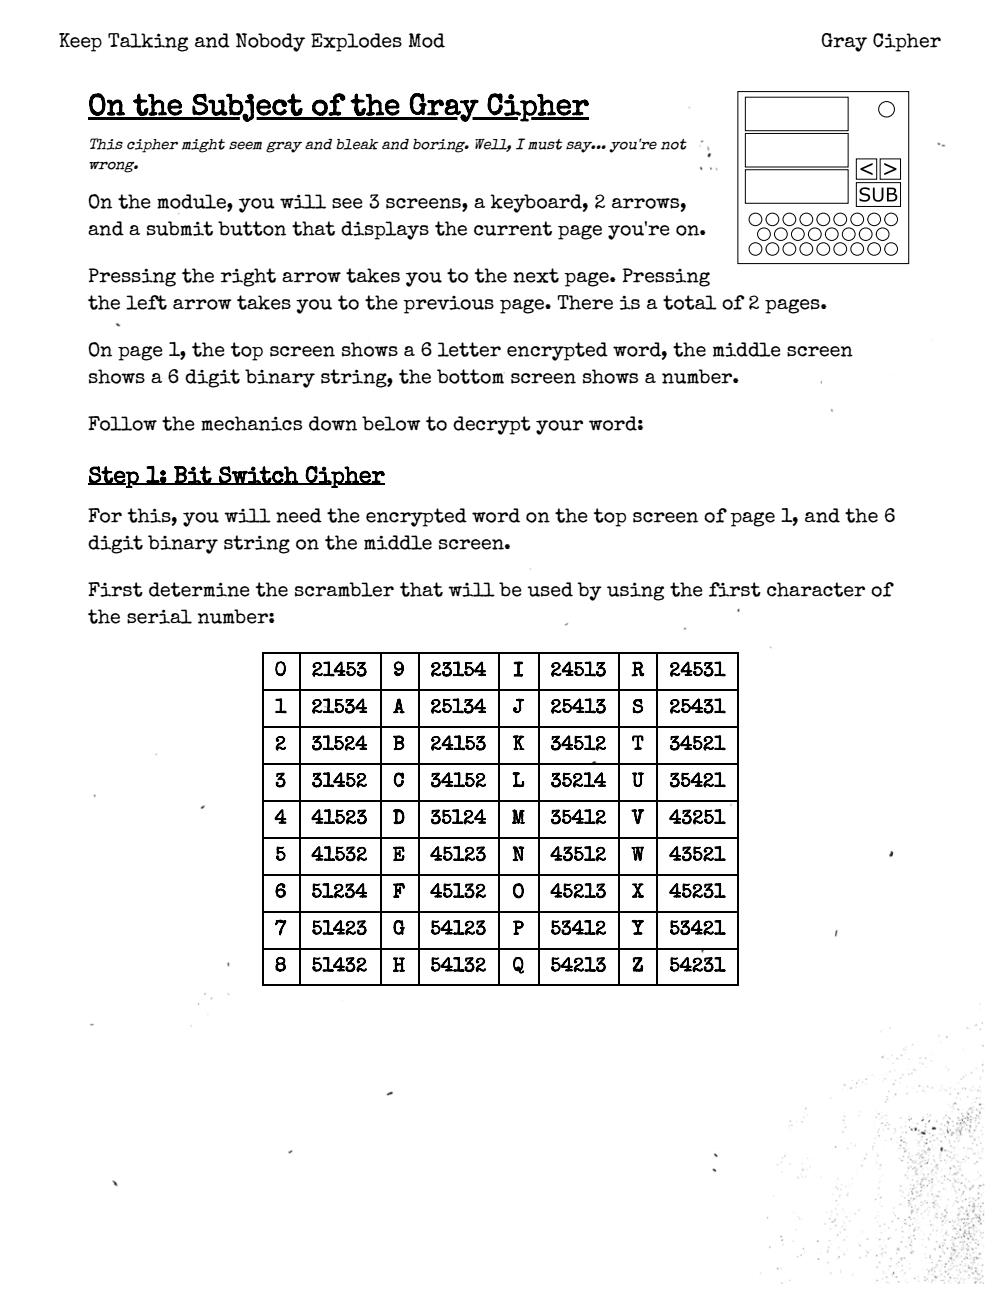 Keep Talking and Nobody Explodes Mod Gray Cipher
On the Subject of the Gray Cipher
This cipher might seem gray and bleak and boring. Well, I must say... you're not
wrong.
On the module, you will see 3 screens, a keyboard, 2 arrows,
and a submit button that displays the current page you're on.
< >
SUB
Pressing the right arrow takes you to the next page. Pressing
the left arrow takes you to the previous page. There is a total of 2 pages.
On page 1, the top screen shows a 6 letter encrypted word, the middle screen
shows a 6 digit binary string, the bottom screen shows a number.
Follow the mechanics down below to decrypt your word:
Step 1: Bit Switch Cipher
For this, you will need the encrypted word on the top screen of page 1, and the 6
digit binary string on the middle screen.
First determine the scrambler that will be used by using the first character of
the serial number:
0 21453 9 23154 I 24513 R 24531
1 21534 A 25134 J 25413 S 25431
2 31524 B 24153 K 34512 T 34521
3 31452 C 34152 L 35214 U 35421
4 41523 D 35124 M 35412 V 43251
5 41532 E 45123 N 43512 W 43521
6 51234 F 45132 O 45213 X 45231
7 51423 G 54123 P 53412 Y 53421
8 51432 H 54132 Q 54213 Z 54231